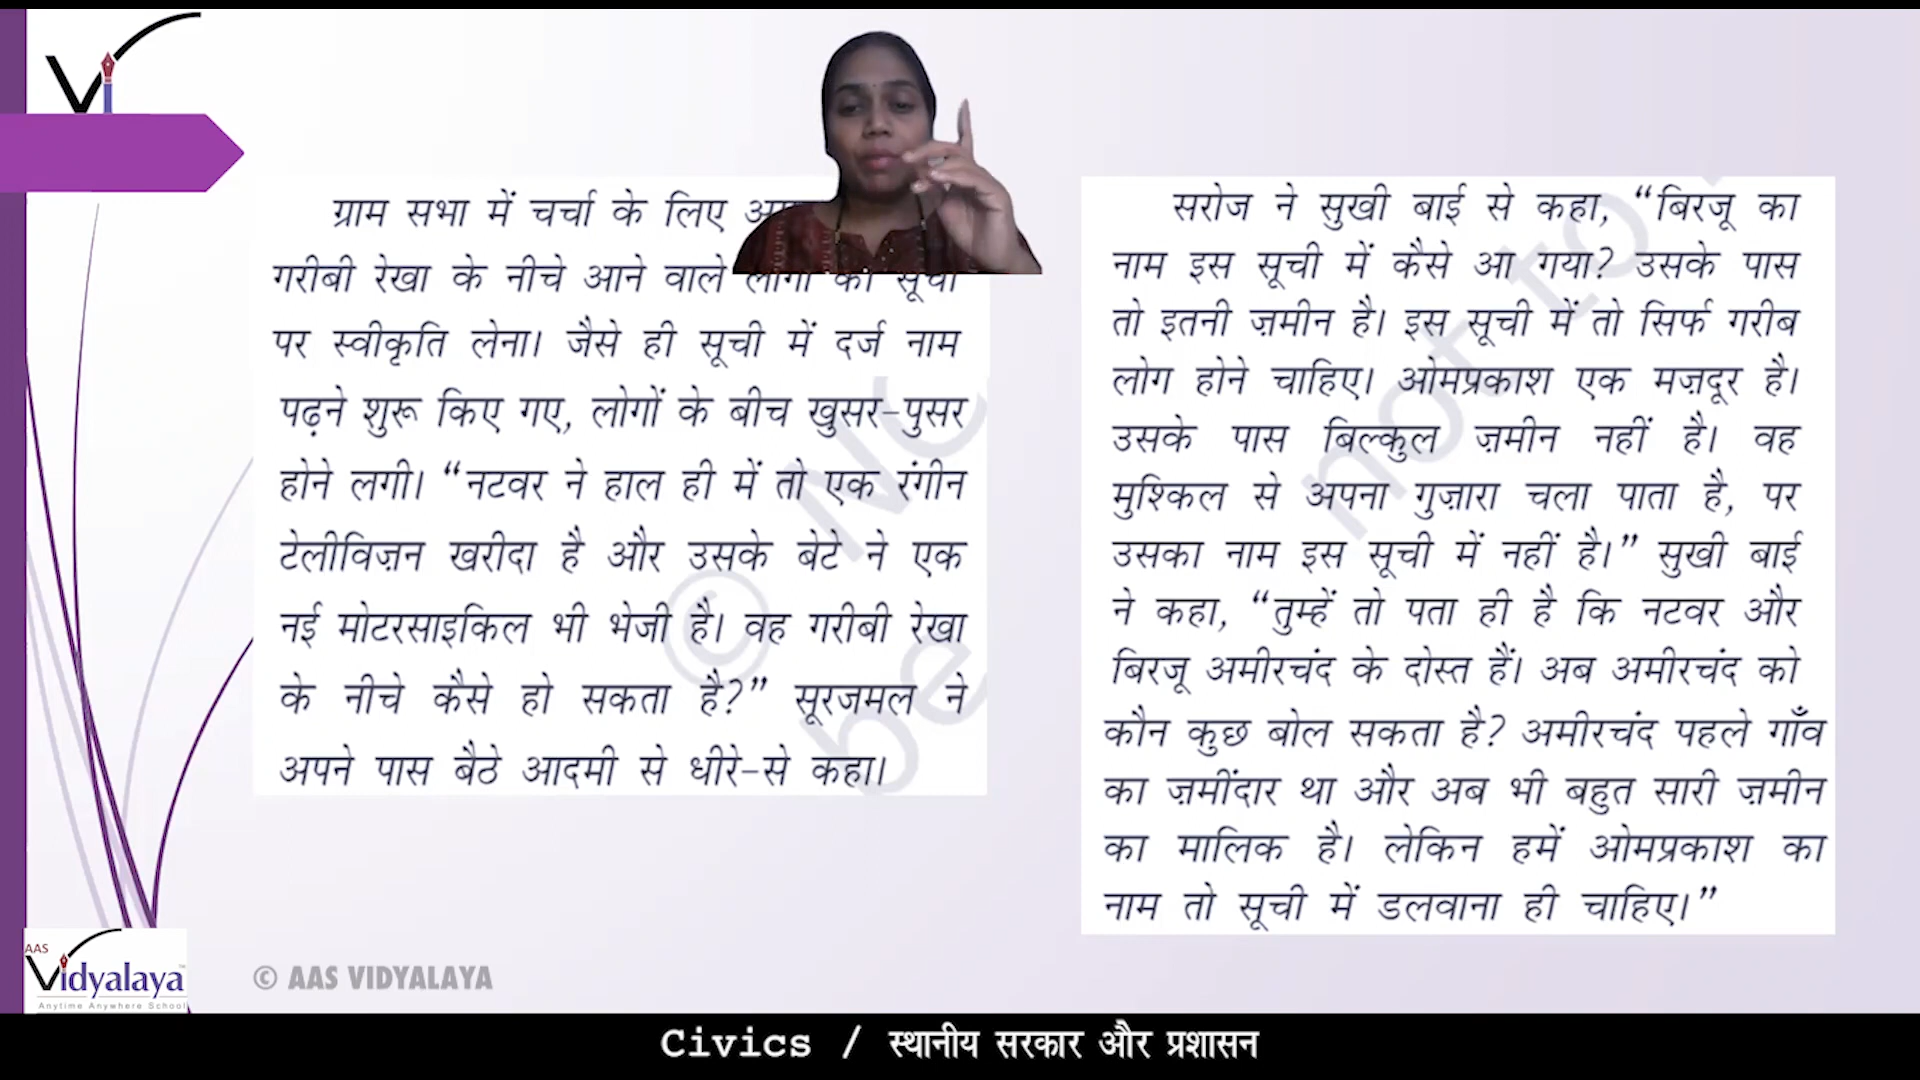 ग्राम सभा में चर्चा के लिए
गरीबी रेखा के नीचे आने वाले लोगों की सूची
पर स्वीकृति लेना। जैसे ही सूची में दर्ज नाम
पढ़ने शुरू किए गए, लोगों के बीच खुसर-पुसर
होने लगी। “नटवर ने हाल ही में तो एक रंगीन
टेलीविज़न खरीदा है और उसके बेटे ने एक
नई मोटरसाइकिल भी भेजी है। वह गरीबी रेखा
के नीचे कैसे हो सकता है?” सूरजमल ने
अपने पास बैठे आदमी से धीरे-से कहा।
सरोज ने सुखी बाई से कहा, “बिरजू का
नाम इस सूची में कैसे आ गया? उसके पास
तो इतनी ज़मीन है। इस सूची में तो सिर्फ गरीब
लोग होने चाहिए। ओमप्रकाश एक मज़दूर है।
उसके पास बिल्कुल ज़मीन नहीं है। वह
मुश्किल से अपना गुज़ारा चला पाता है, पर
उसका नाम इस सूची में नहीं है।” सुखी बाई
ने कहा, “तुम्हें तो पता ही है कि नटवर और
बिरजू अमीरचंद के दोस्त हैं। अब अमीरचंद को
कौन कुछ बोल सकता है? अमीरचंद पहले गाँव
का ज़मींदार था और अब भी बहुत सारी ज़मीन
का मालिक है। लेकिन हमें ओमप्रकाश का
नाम तो सूची में डलवाना ही चाहिए।”
© NC
be
not to
AAS
Vidyalaya
Anytime Anywhere School
© AAS VIDYALAYA
Civics / स्थानीय सरकार और प्रशासन